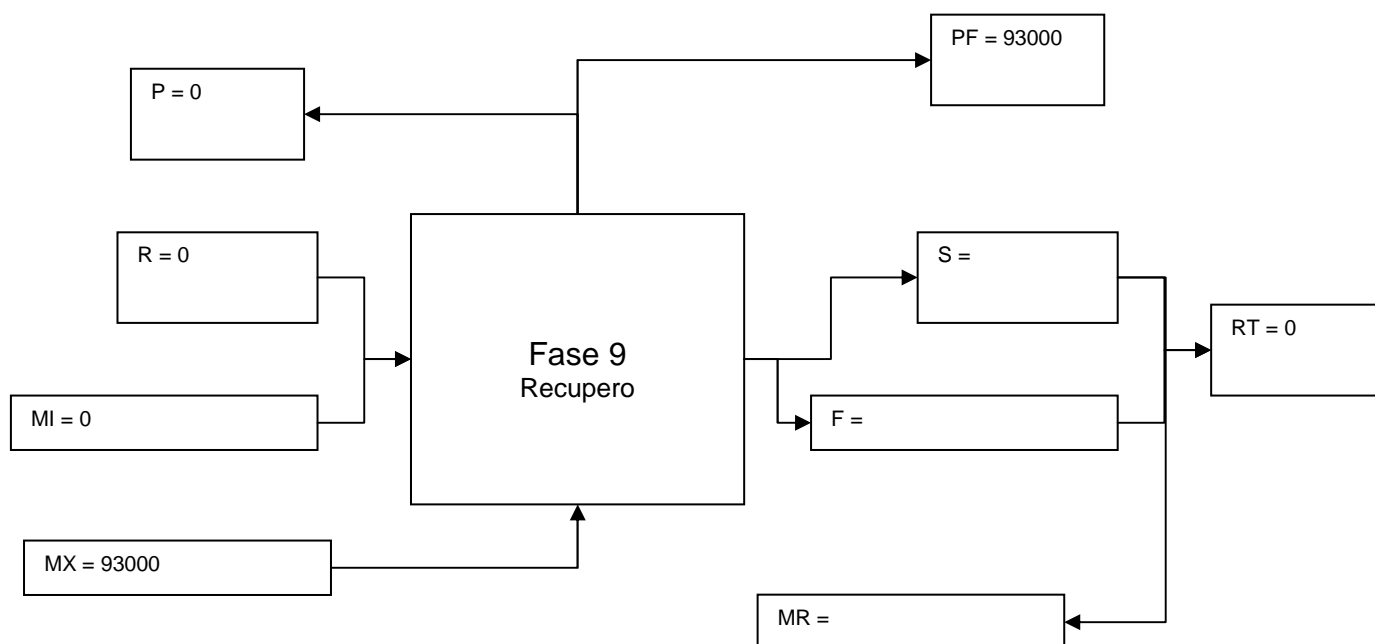 PF = 93000
P = 0
R = 0
S =
RT = 0
Fase 9
Recupero
MI = 0
F =
MX = 93000
MR =